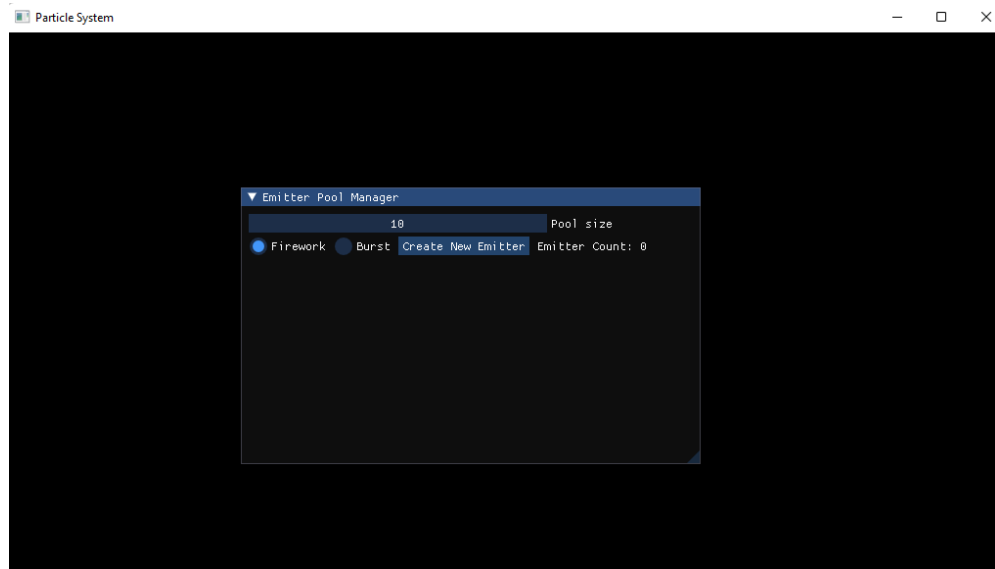 Particle System
Emitter Pool Manager
10 Pool size
Firework Burst Create New Emitter Emitter Count: 0